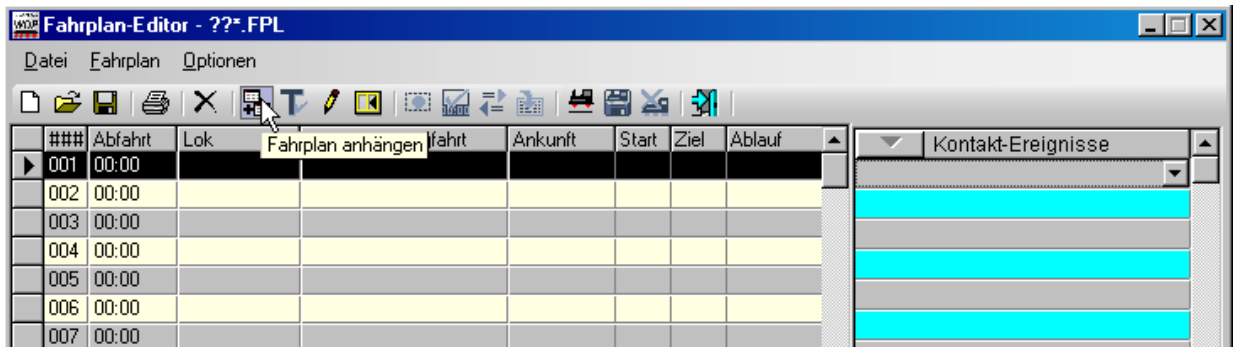 Fahrplan-Editor - ??*.FPL
Datei Fahrplan Optionen
Fahrplan anhängen
### Abfahrt Lok lfahrt Ankunft Start Ziel Ablauf
Kontakt-Ereignisse
001 00:00
002 00:00
003 00:00
004 00:00
005 00:00
006 00:00
007 00:00